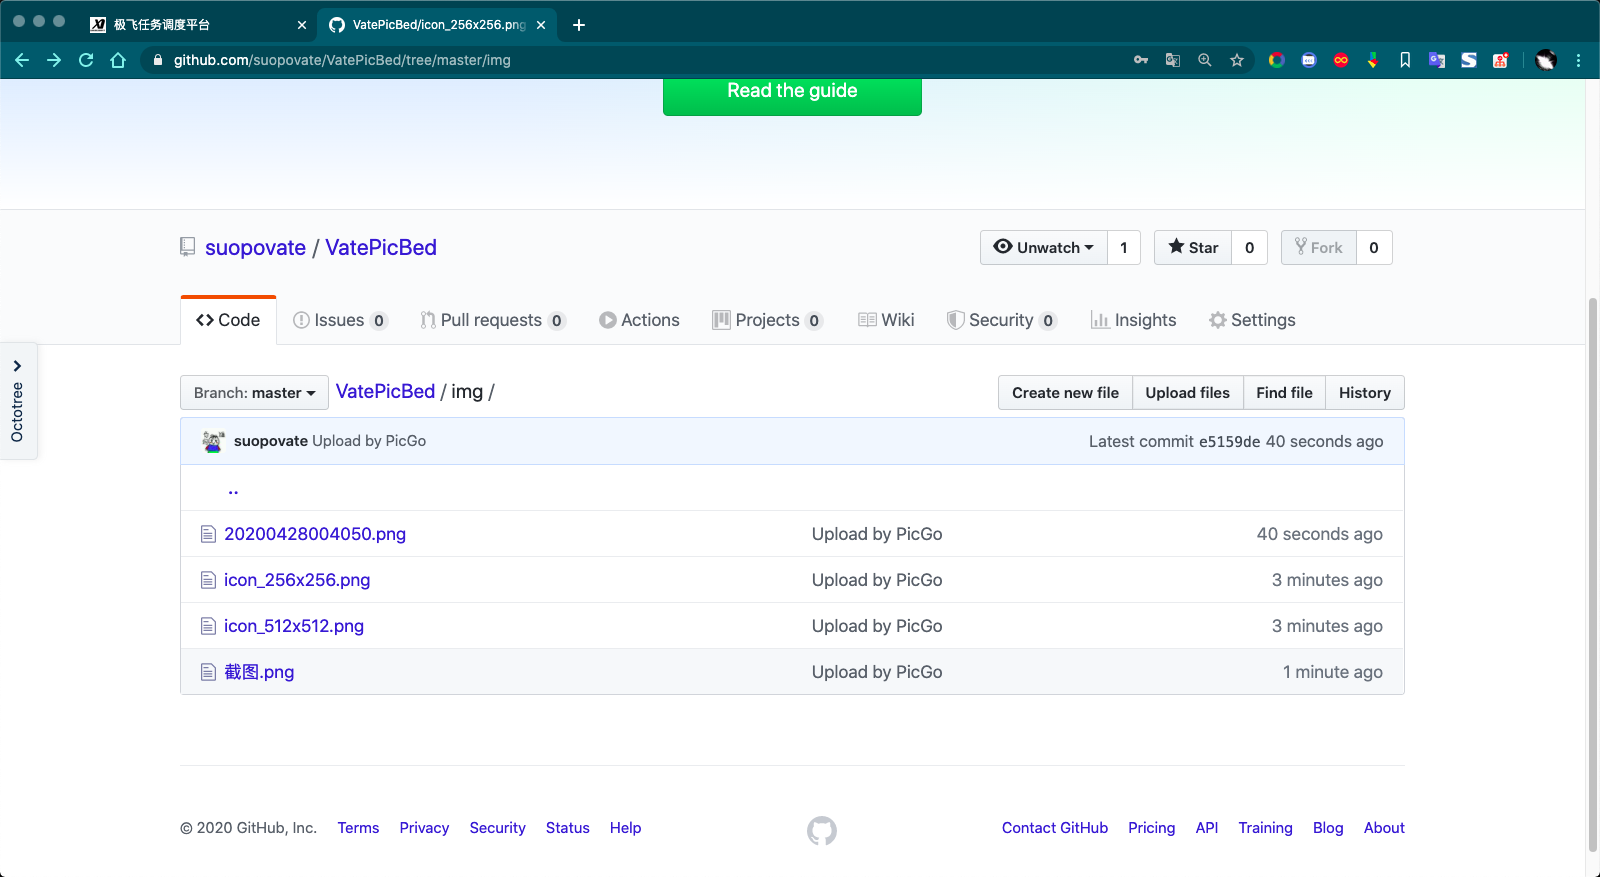 极飞任务调度平台
VatePicBed/icon_256x256.png
github.com/suopovate/VatePicBed/tree/master/img
Read the guide
suopovate / VatePicBed
Unwatch 1
Star 0
Fork 0
Code
Issues 0
Pull requests 0
Actions
Projects 0
Wiki
Security 0
Insights
Settings
Octotree
Branch: master
VatePicBed / img /
Create new file
Upload files
Find file
History
suopovate Upload by PicGo
Latest commit e5159de 40 seconds ago
..
20200428004050.png Upload by PicGo 40 seconds ago
icon_256x256.png Upload by PicGo 3 minutes ago
icon_512x512.png Upload by PicGo 3 minutes ago
截图.png Upload by PicGo 1 minute ago
© 2020 GitHub, Inc. Terms Privacy Security Status Help
Contact GitHub Pricing API Training Blog About